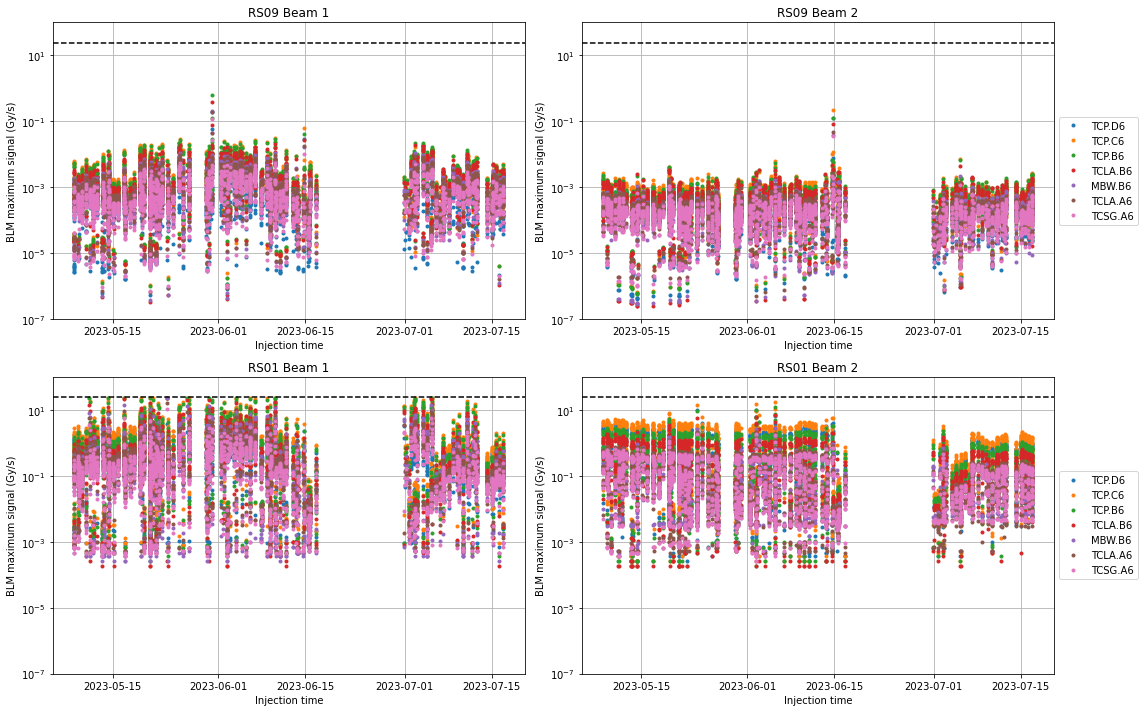 RS09 Beam 1
BLM maximum signal (Gy/s)
10^1
10^-1
10^-3
10^-5
10^-7
2023-05-15 2023-06-01 2023-06-15 2023-07-01 2023-07-15
Injection time
RS09 Beam 2
BLM maximum signal (Gy/s)
10^1
10^-1
10^-3
10^-5
10^-7
2023-05-15 2023-06-01 2023-06-15 2023-07-01 2023-07-15
Injection time
TCP.D6
TCP.C6
TCP.B6
TCLA.B6
MBW.B6
TCLA.A6
TCSG.A6
RS01 Beam 1
BLM maximum signal (Gy/s)
10^1
10^-1
10^-3
10^-5
10^-7
2023-05-15 2023-06-01 2023-06-15 2023-07-01 2023-07-15
Injection time
RS01 Beam 2
BLM maximum signal (Gy/s)
10^1
10^-1
10^-3
10^-5
10^-7
2023-05-15 2023-06-01 2023-06-15 2023-07-01 2023-07-15
Injection time
TCP.D6
TCP.C6
TCP.B6
TCLA.B6
MBW.B6
TCLA.A6
TCSG.A6